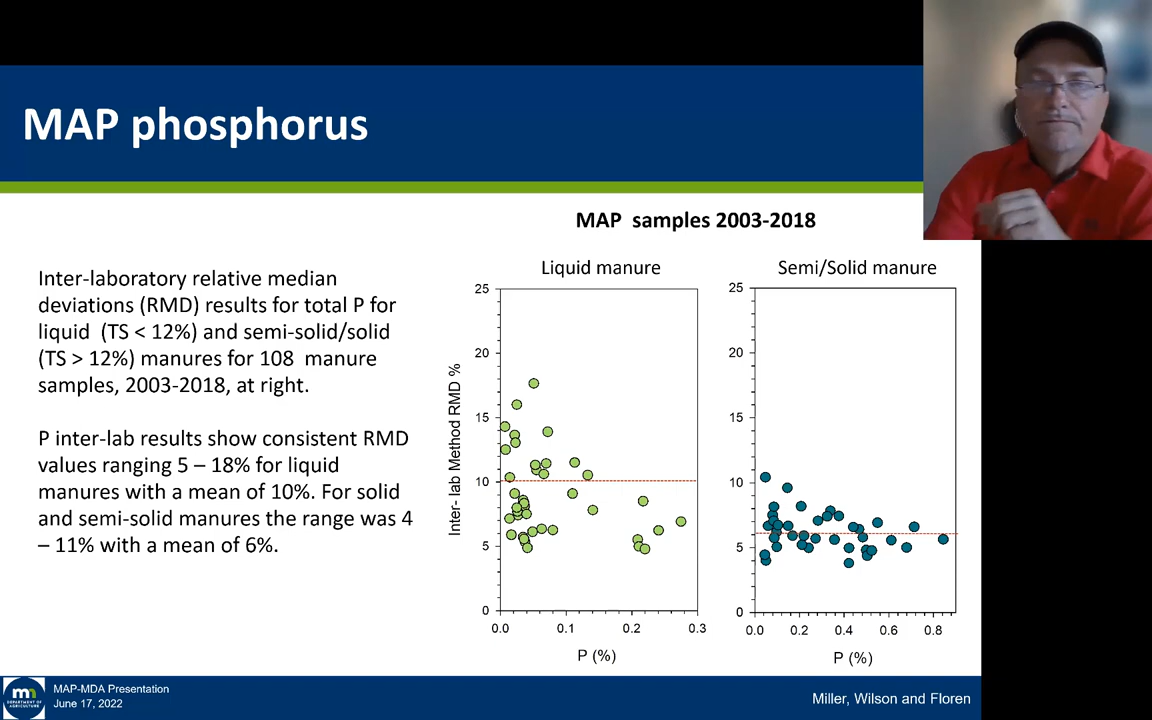 MAP phosphorus
MAP samples 2003-2018
Inter-laboratory relative median
deviations (RMD) results for total P for
liquid (TS < 12%) and semi-solid/solid
(TS > 12%) manures for 108 manure
samples, 2003-2018, at right.
P inter-lab results show consistent RMD
values ranging 5 – 18% for liquid
manures with a mean of 10%. For solid
and semi-solid manures the range was 4
– 11% with a mean of 6%.
Liquid manure
Inter- lab Method RMD %
25
20
15
10
5
0
0.0 0.1 0.2 0.3
P (%)
Semi/Solid manure
25
20
15
10
5
0
0.0 0.2 0.4 0.6 0.8
P (%)
mn
DEPARTMENT OF
AGRICULTURE
MAP-MDA Presentation
June 17, 2022
Miller, Wilson and Floren